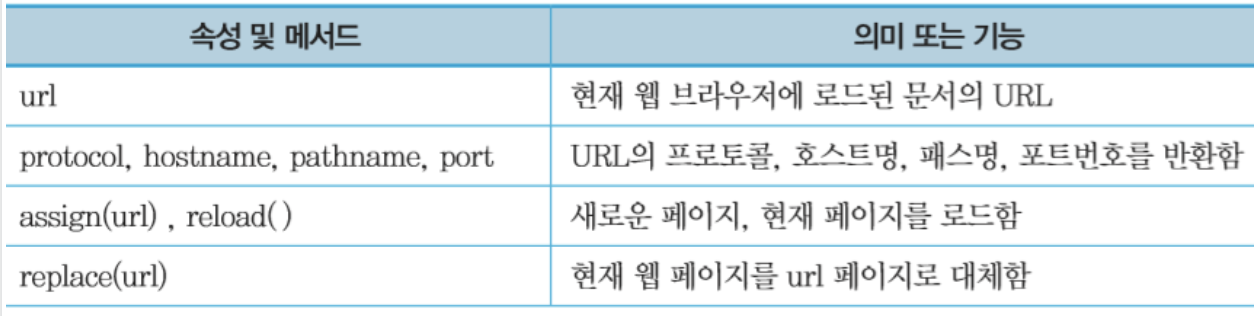 속성 및 메서드 의미 또는 기능
url 현재 웹 브라우저에 로드된 문서의 URL
protocol, hostname, pathname, port URL의 프로토콜, 호스트명, 패스명, 포트번호를 반환함
assign(url) , reload( ) 새로운 페이지, 현재 페이지를 로드함
replace(url) 현재 웹 페이지를 url 페이지로 대체함